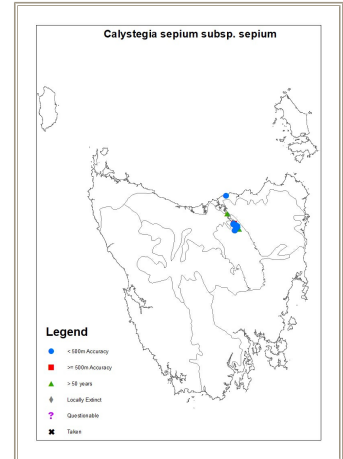 Calystegia sepium subsp. sepium
Legend
< 500m Accuracy
>= 500m Accuracy
> 50 years
Locally Extinct
? Questionable
Taken